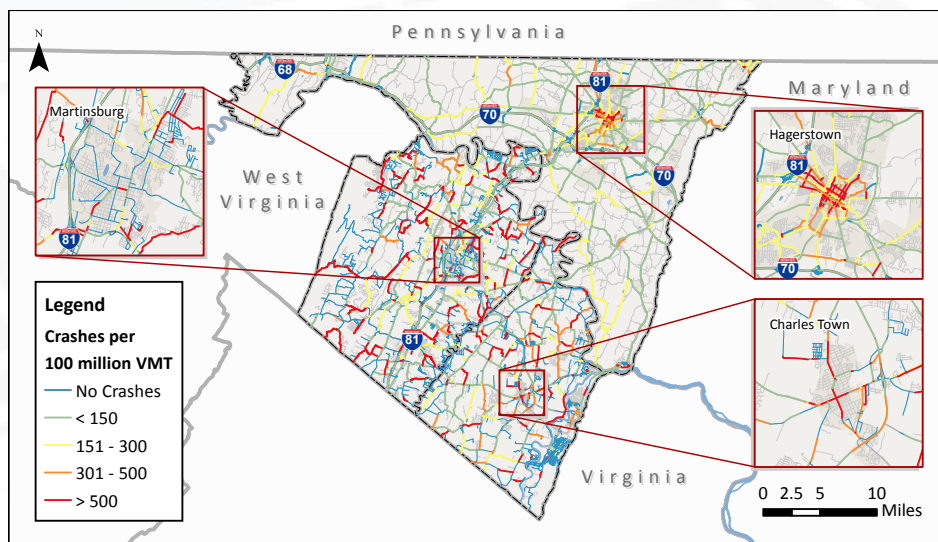 Pennsylvania
N
68
81
Maryland
Martinsburg
70
Hagerstown
81
West
Virginia
70
81
70
Legend
Crashes per
100 million VMT
No Crashes
< 150
151 - 300
301 - 500
> 500
81
Charles Town
Virginia
0 2.5 5 10
Miles